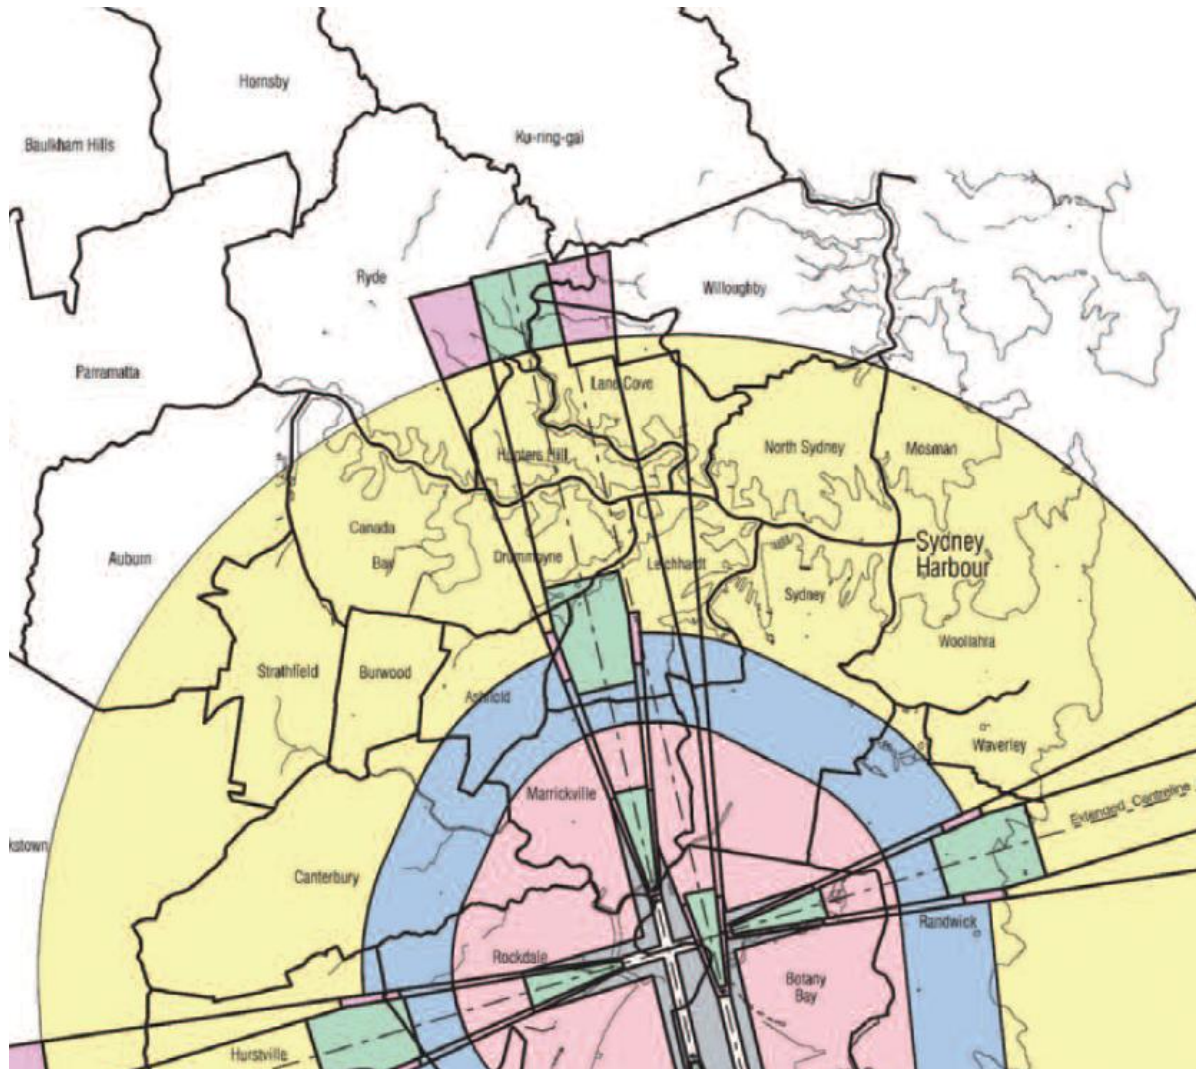 Hornsby
Baulkham Hills
Ku-ring-gai
Ryde
Willoughby
Parramatta
Lane Cove
North Sydney
Mosman
Hunters Hill
Canada
Bay
Drummoyne
Leichhardt
Sydney
Harbour
Auburn
Sydney
Woollahra
Strathfield
Burwood
Ashfield
Waverley
Marrickville
Extended Centreline
kstown
Canterbury
Randwick
Rockdale
Botany
Bay
Hurstville